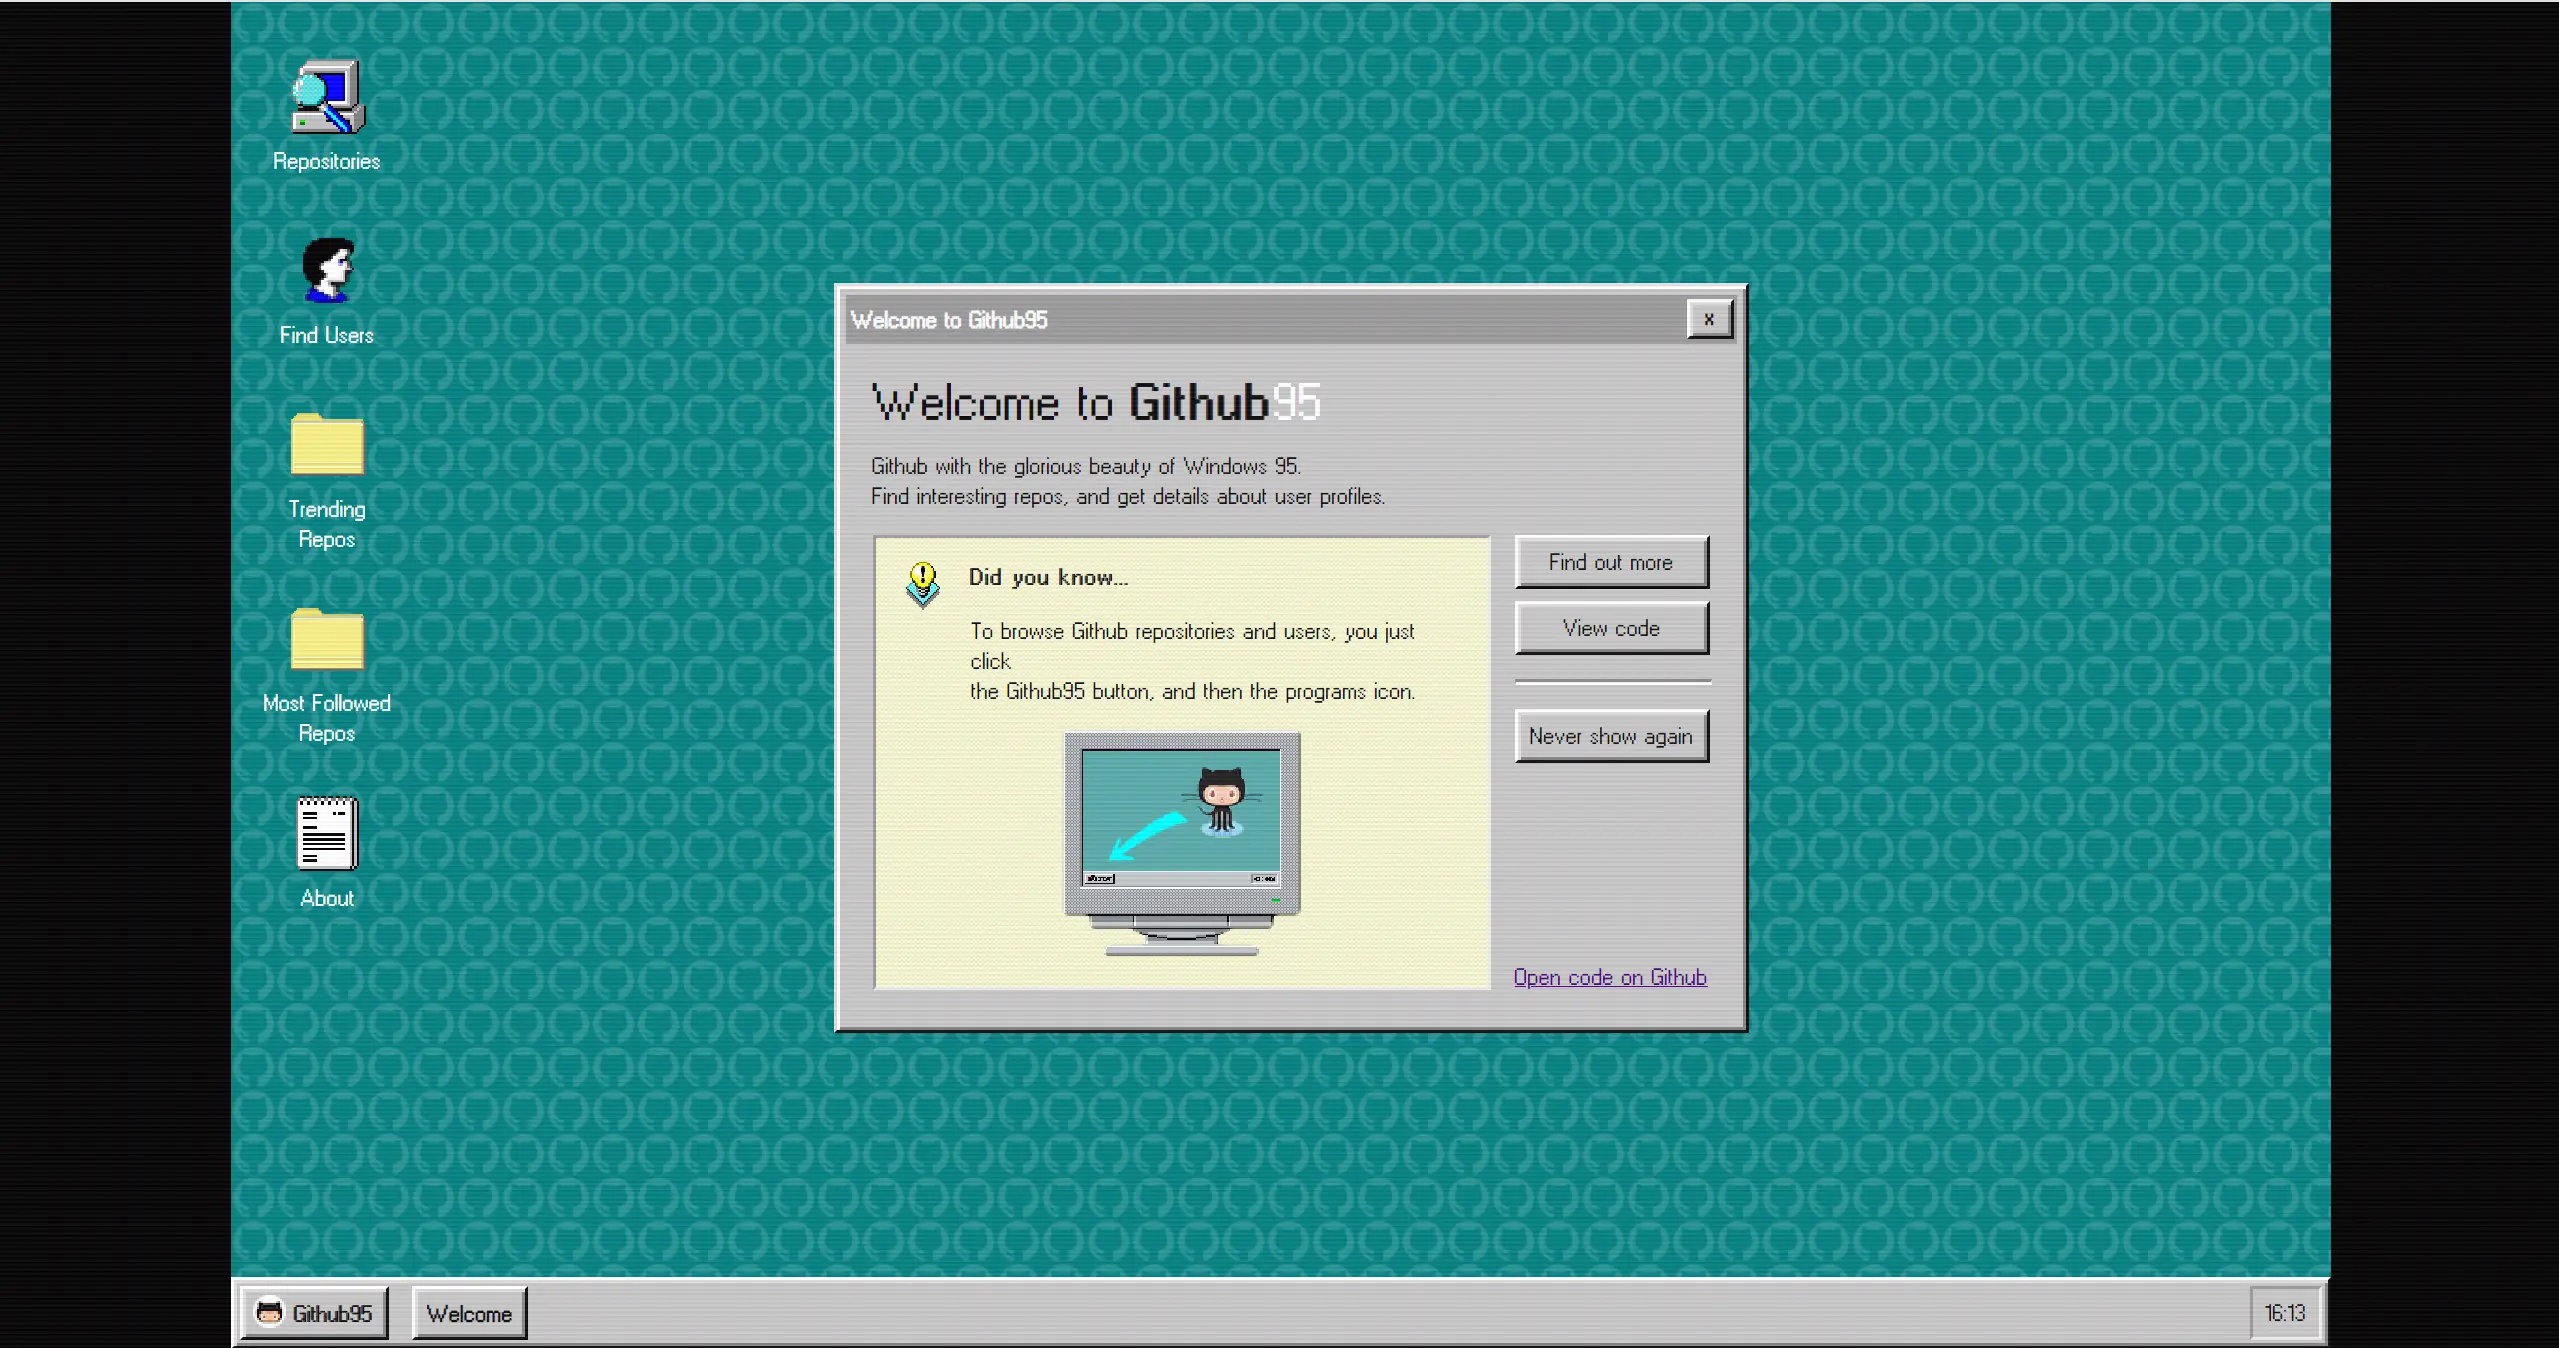 Repositories
Find Users
Trending
Repos
Most Followed
Repos
About
Welcome to Github95
x
Welcome to Github95
Github with the glorious beauty of Windows 95.
Find interesting repos, and get details about user profiles.
Did you know...
To browse Github repositories and users, you just
click
the Github95 button, and then the programs icon.
Find out more
View code
Never show again
Open code on Github
Github95
Welcome
16:13